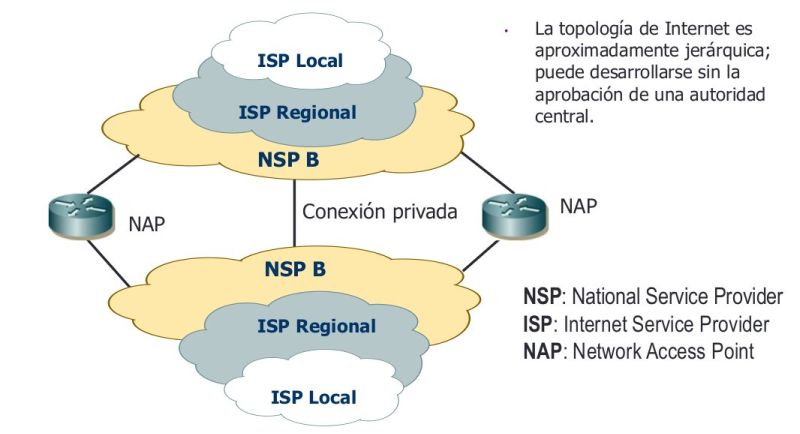 ISP Local
ISP Regional
NSP B
NAP
Conexión privada
NAP
NSP B
ISP Regional
ISP Local
• La topología de Internet es
aproximadamente jerárquica;
puede desarrollarse sin la
aprobación de una autoridad
central.
NSP: National Service Provider
ISP: Internet Service Provider
NAP: Network Access Point